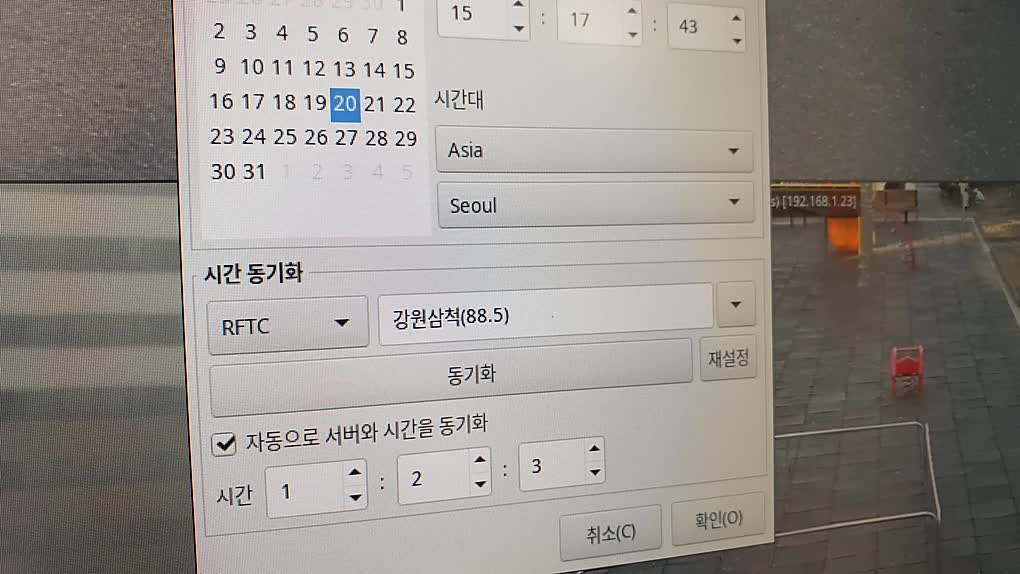 25 26 27 28 29 30 1
15 : 17 : 43
2 3 4 5 6 7 8
9 10 11 12 13 14 15
16 17 18 19 20 21 22
시간대
23 24 25 26 27 28 29
Asia
30 31 1 2 3 4 5
Seoul
s) [192.168.1.23]
시간 동기화
RFTC
강원삼척(88.5)
동기화
재설정
자동으로 서버와 시간을 동기화
시간 1 : 2 : 3
취소(C)
확인(O)